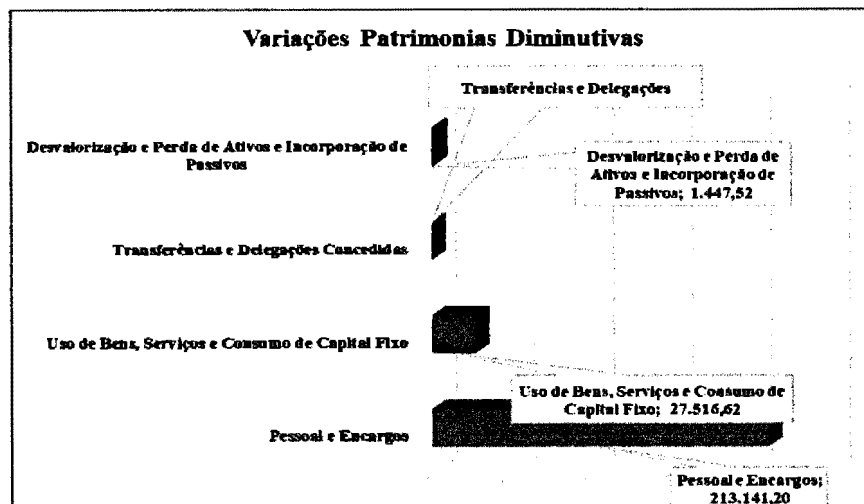 Variações Patrimonias Diminutivas
Transferências e Delegações
Desvalorização e Perda de Ativos e Incorporação de
Passivos
Desvalorização e Perda de
Ativos e Incorporação de
Passivos; 1.447,52
Transferências e Delegações Concedidas
Uso de Bens, Serviços e Consumo de Capital Fixo
Uso de Bens, Serviços e Consumo de
Capital Fixo; 27.516,62
Pessoal e Encargos
Pessoal e Encargos;
213.141,20